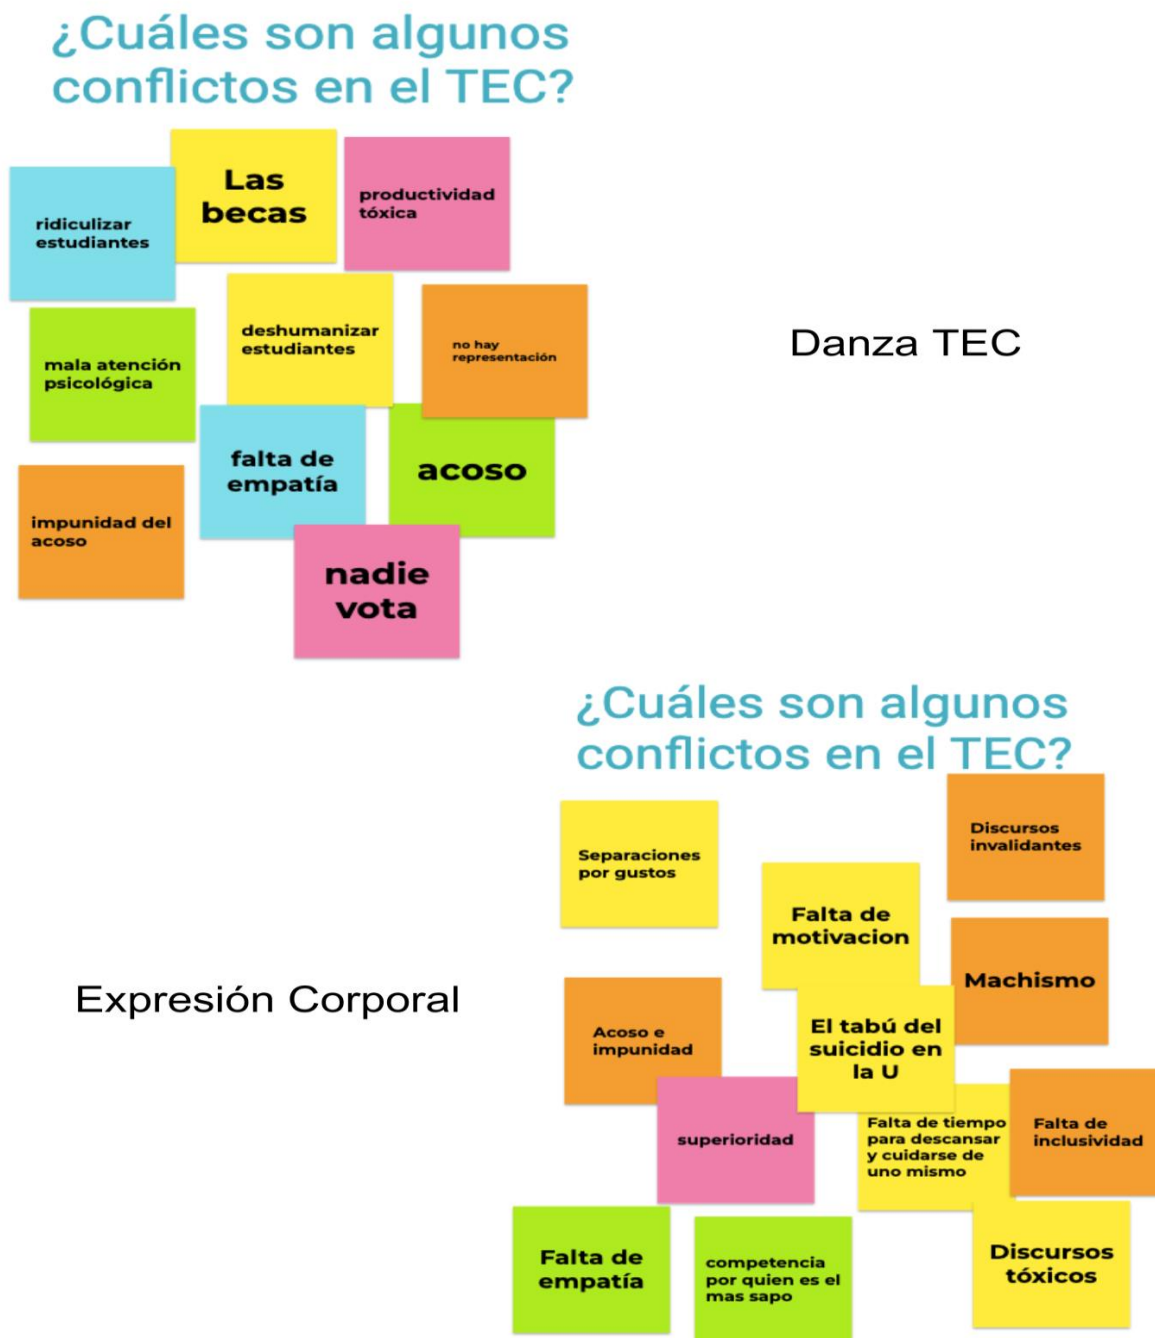 ¿Cuáles son algunos
conflictos en el TEC?
Las
becas
productividad
tóxica
ridiculizar
estudiantes
deshumanizar
estudiantes
no hay
representación
mala atención
psicológica
falta de
empatía
acoso
impunidad del
acoso
nadie
vota
Danza TEC
¿Cuáles son algunos
conflictos en el TEC?
Expresión Corporal
Separaciones
por gustos
Discursos
invalidantes
Falta de
motivacion
Machismo
Acoso e
impunidad
El tabú del
suicidio en
la U
superioridad
Falta de tiempo
para descansar
y cuidarse de
uno mismo
Falta de
inclusividad
Falta de
empatía
competencia
por quien es el
mas sapo
Discursos
tóxicos